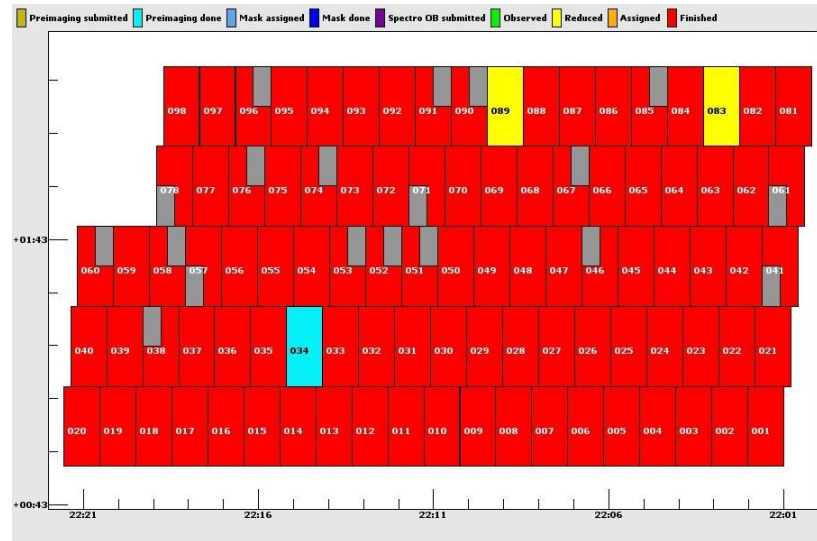 Preimaging submitted Preimaging done Mask assigned Mask done Spectro OB submitted Observed Reduced Assigned Finished
098 097 096 095 094 093 092 091 090 089 088 087 086 085 084 083 082 081
078 077 076 075 074 073 072 071 070 069 068 067 066 065 064 063 062 061
+01:43
060 059 058 057 056 055 054 053 052 051 050 049 048 047 046 045 044 043 042 041
040 039 038 037 036 035 034 033 032 031 030 029 028 027 026 025 024 023 022 021
020 019 018 017 016 015 014 013 012 011 010 009 008 007 006 005 004 003 002 001
+00:43
22:21 22:16 22:11 22:06 22:01